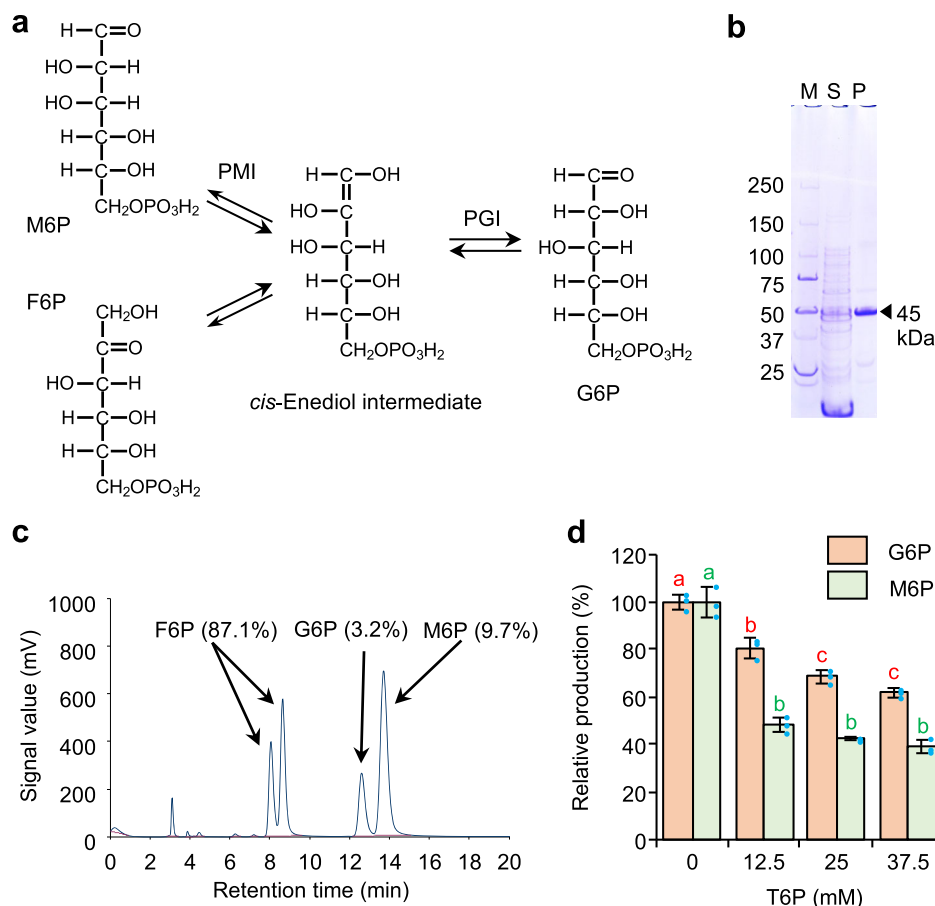 a
H—C=O
HO—C—H
HO—C—H
H—C—OH
H—C—OH
CH2OPO3H2
M6P
PMI
F6P
CH2OH
C=O
HO—C—H
H—C—OH
H—C—OH
CH2OPO3H2
H—C—OH
HO—C
HO—C—H
H—C—OH
H—C—OH
CH2OPO3H2
cis-Enediol intermediate
PGI
H—C=O
H—C—OH
HO—C—H
H—C—OH
H—C—OH
CH2OPO3H2
G6P
b
M S P
250
150
100
75
50
37
25
45
kDa
c
Signal value (mV)
1000
800
600
400
200
0
F6P (87.1%)
G6P (3.2%)
M6P (9.7%)
0 2 4 6 8 10 12 14 16 18 20
Retention time (min)
d
Relative production (%)
120
100
80
60
40
20
0
G6P
M6P
a a
b b
c b
c b
0 12.5 25 37.5
T6P (mM)